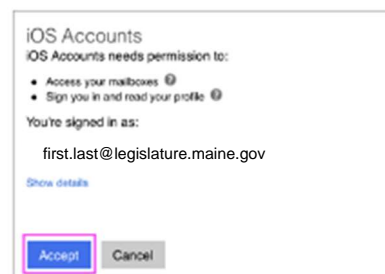 iOS Accounts
iOS Accounts needs permission to:
• Access your mailboxes ?
• Sign you in and read your profile ?
You're signed in as:
first.last@legislature.maine.gov
Show details
Accept Cancel